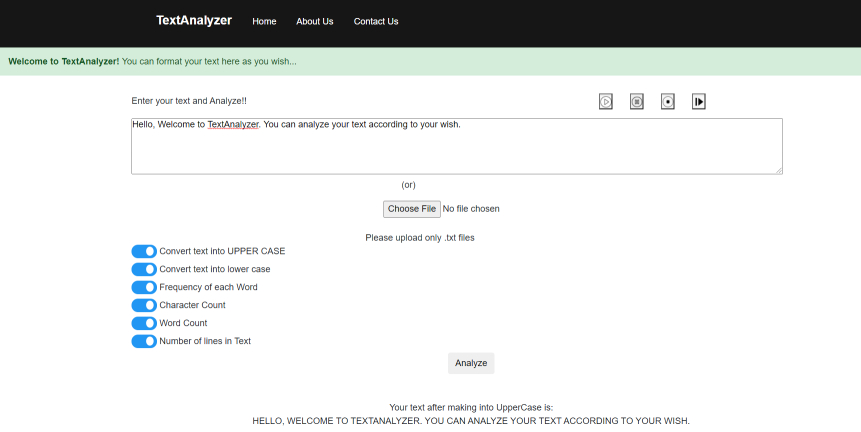 TextAnalyzer Home About Us Contact Us
Welcome to TextAnalyzer! You can format your text here as you wish...
Enter your text and Analyze!!
Hello, Welcome to TextAnalyzer. You can analyze your text according to your wish.
(or)
Choose File No file chosen
Please upload only .txt files
Convert text into UPPER CASE
Convert text into lower case
Frequency of each Word
Character Count
Word Count
Number of lines in Text
Analyze
Your text after making into UpperCase is:
HELLO, WELCOME TO TEXTANALYZER. YOU CAN ANALYZE YOUR TEXT ACCORDING TO YOUR WISH.